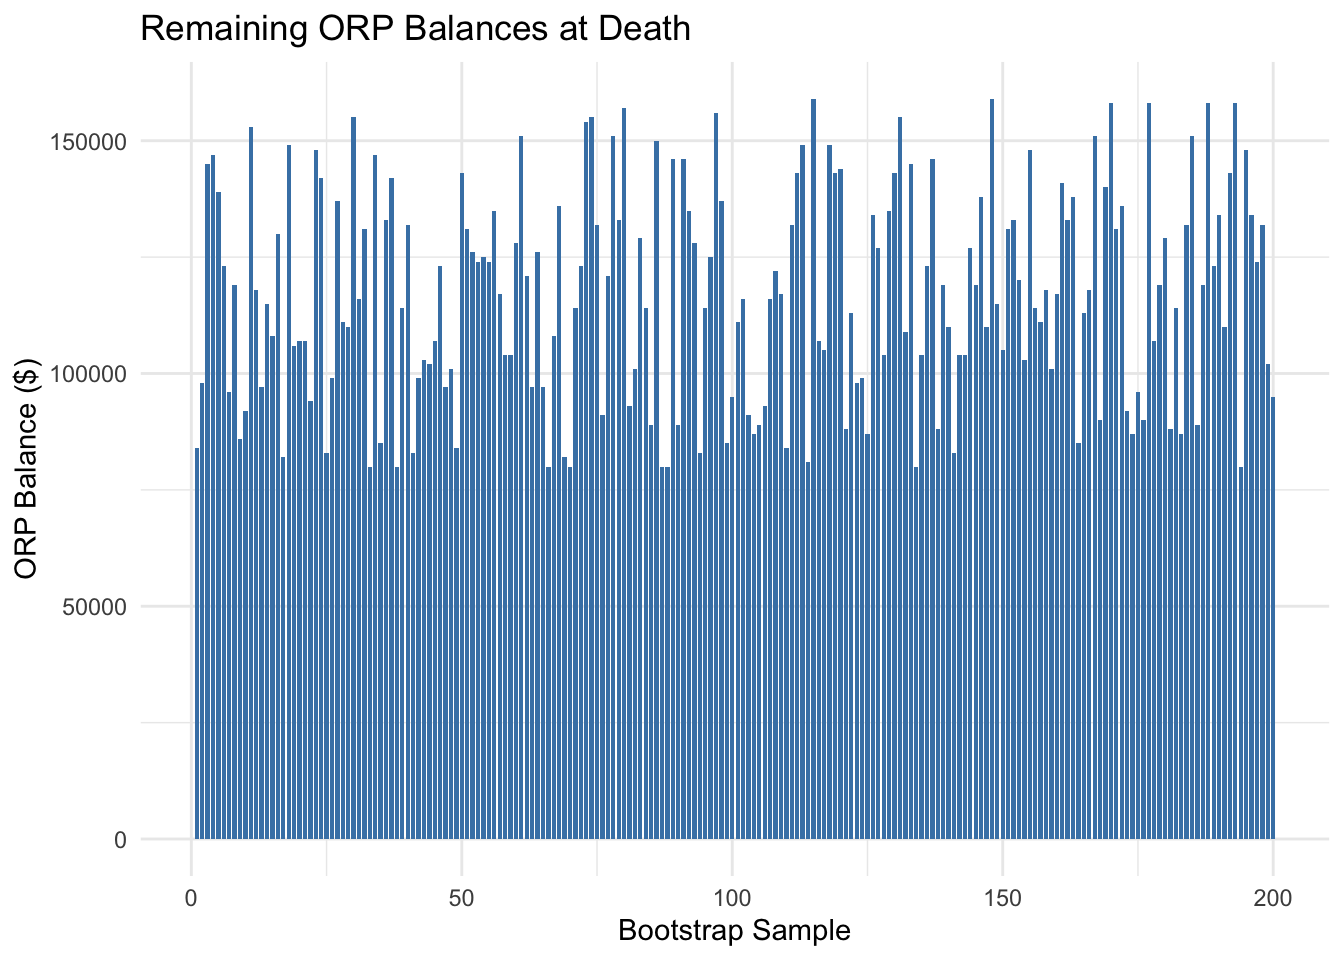 Remaining ORP Balances at Death
ORP Balance ($)
150000
100000
50000
0
0 50 100 150 200
Bootstrap Sample